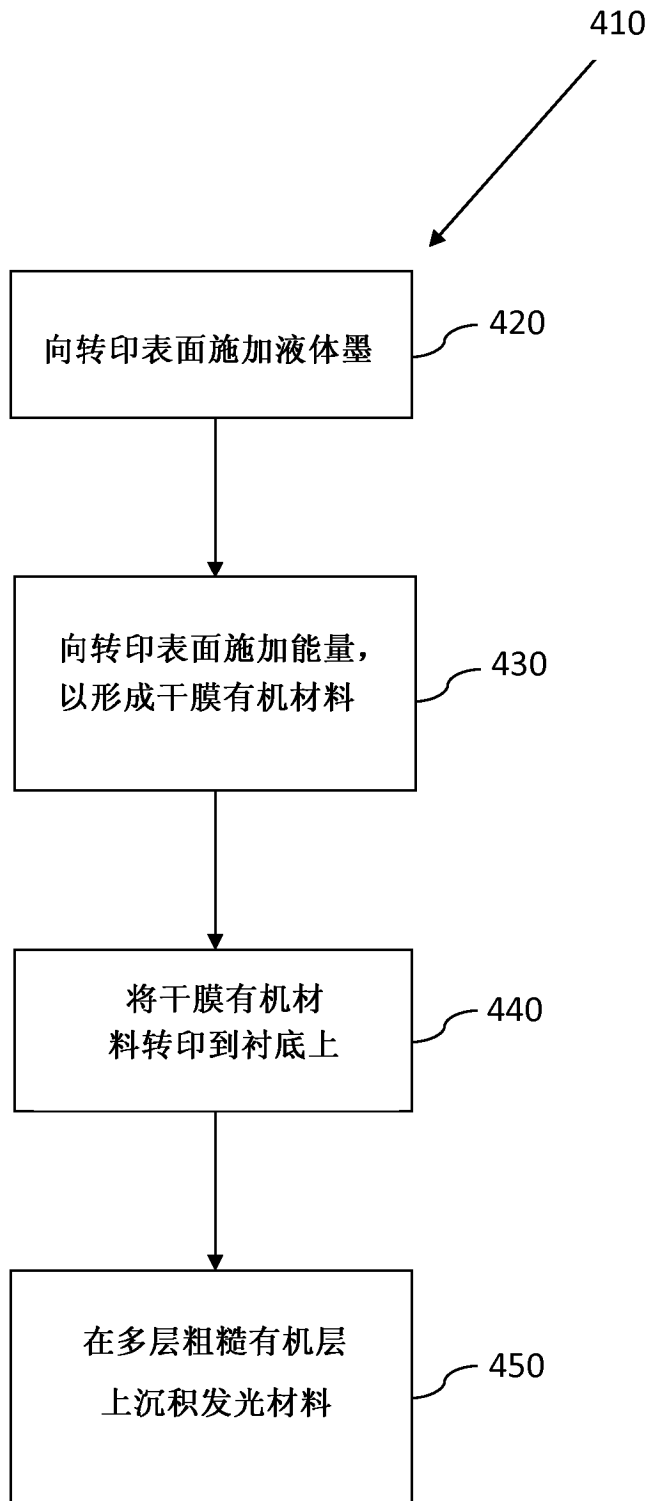 410
向转印表面施加液体墨
420
向转印表面施加能量，
以形成干膜有机材料
430
将干膜有机材
料转印到衬底上
440
在多层粗糙有机层
上沉积发光材料
450